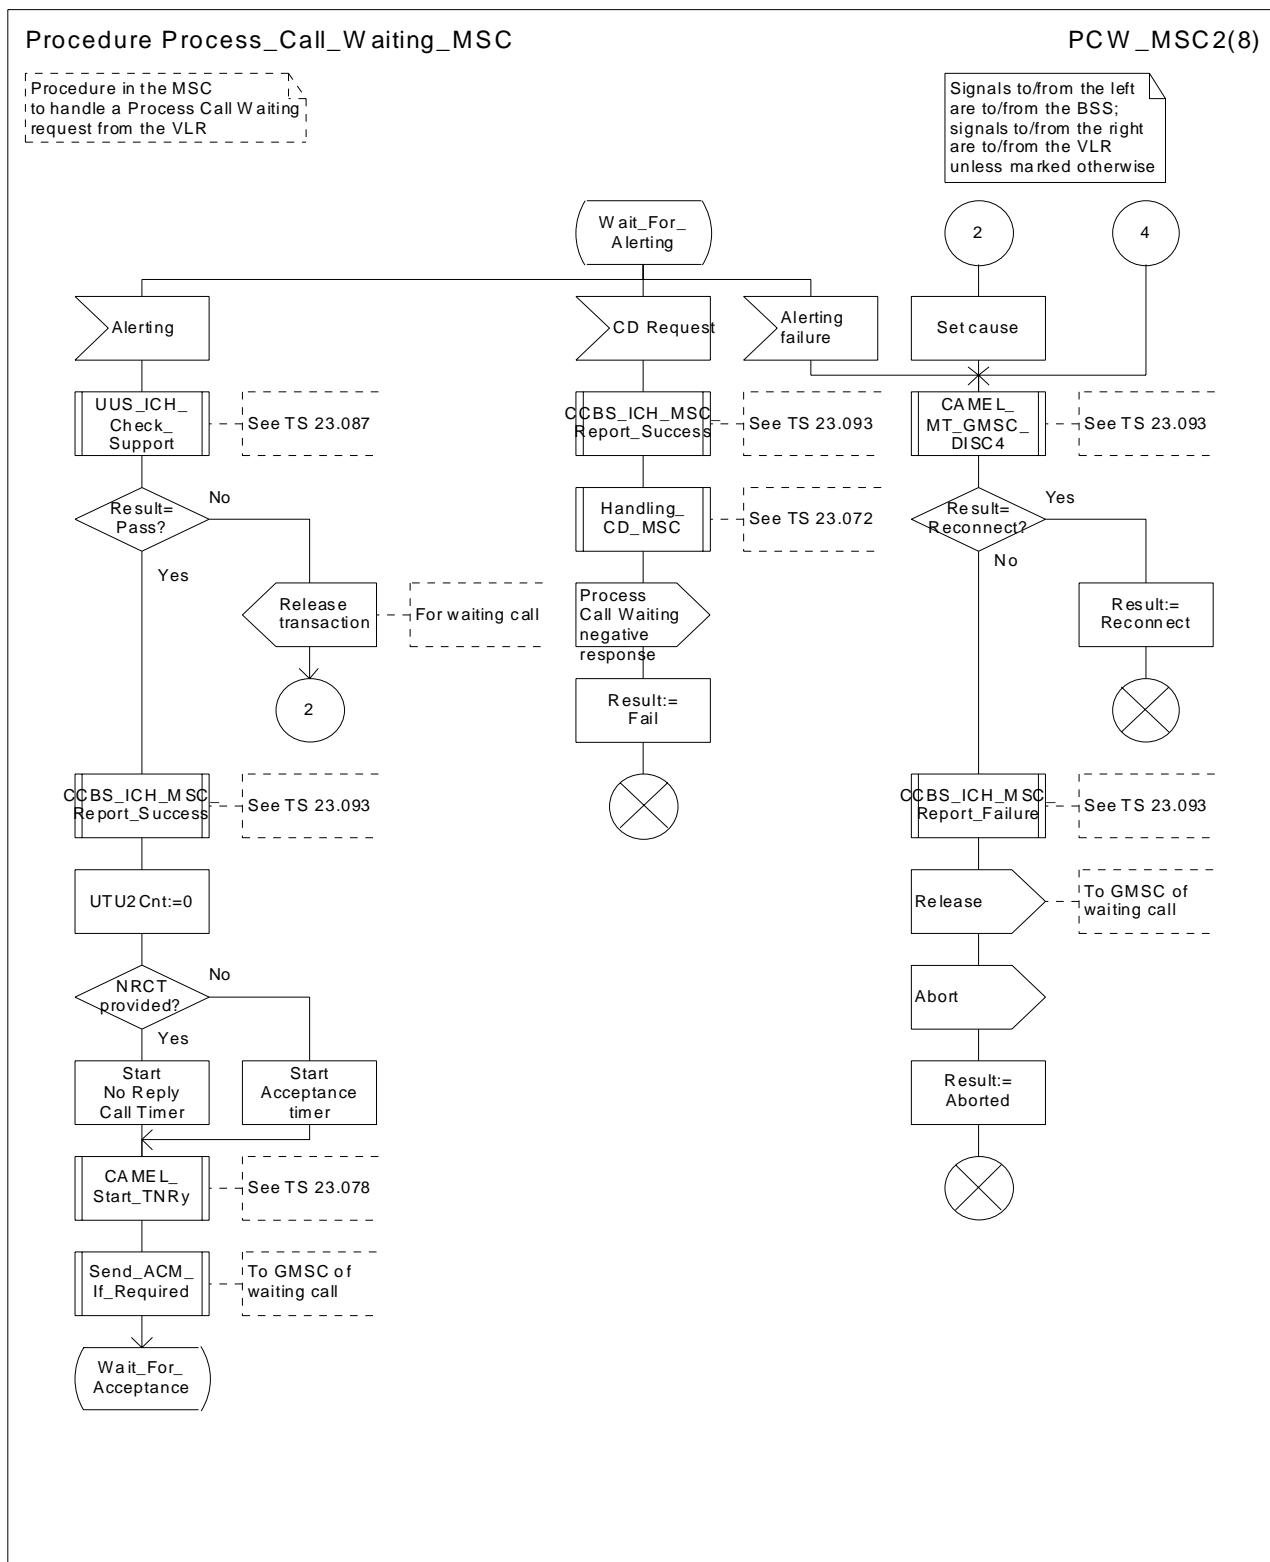 Procedure Process_Call_Waiting_MSC
PCW_MSC2(8)
Procedure in the MSC
to handle a Process Call Waiting
request from the VLR
Signals to/from the left
are to/from the BSS;
signals to/from the right
are to/from the VLR
unless marked otherwise
Wait_For_
Alerting
2
4
Alerting
CD Request
Alerting
failure
Set cause
UUS_ICH_
Check_
Support
See TS 23.087
CCBS_ICH_MSC_
Report_Success
See TS 23.093
CAMEL_
MT_GMSC_
DISC4
See TS 23.093
Result=
Pass?
No
Yes
Handling_
CD_MSC
See TS 23.072
Result=
Reconnect?
Yes
No
Release
transaction
For waiting call
Process
Call Waiting
negative
response
Result:=
Reconnect
2
Result:=
Fail
CCBS_ICH_MSC_
Report_Success
See TS 23.093
CCBS_ICH_MSC_
Report_Failure
See TS 23.093
UTU2Cnt:=0
Release
To GMSC of
waiting call
NRCT
provided?
No
Yes
Abort
Start
No Reply
Call Timer
Start
Acceptance
timer
Result:=
Aborted
CAMEL_
Start_TNRy
See TS 23.078
Send_ACM_
If_Required
To GMSC of
waiting call
Wait_For_
Acceptance